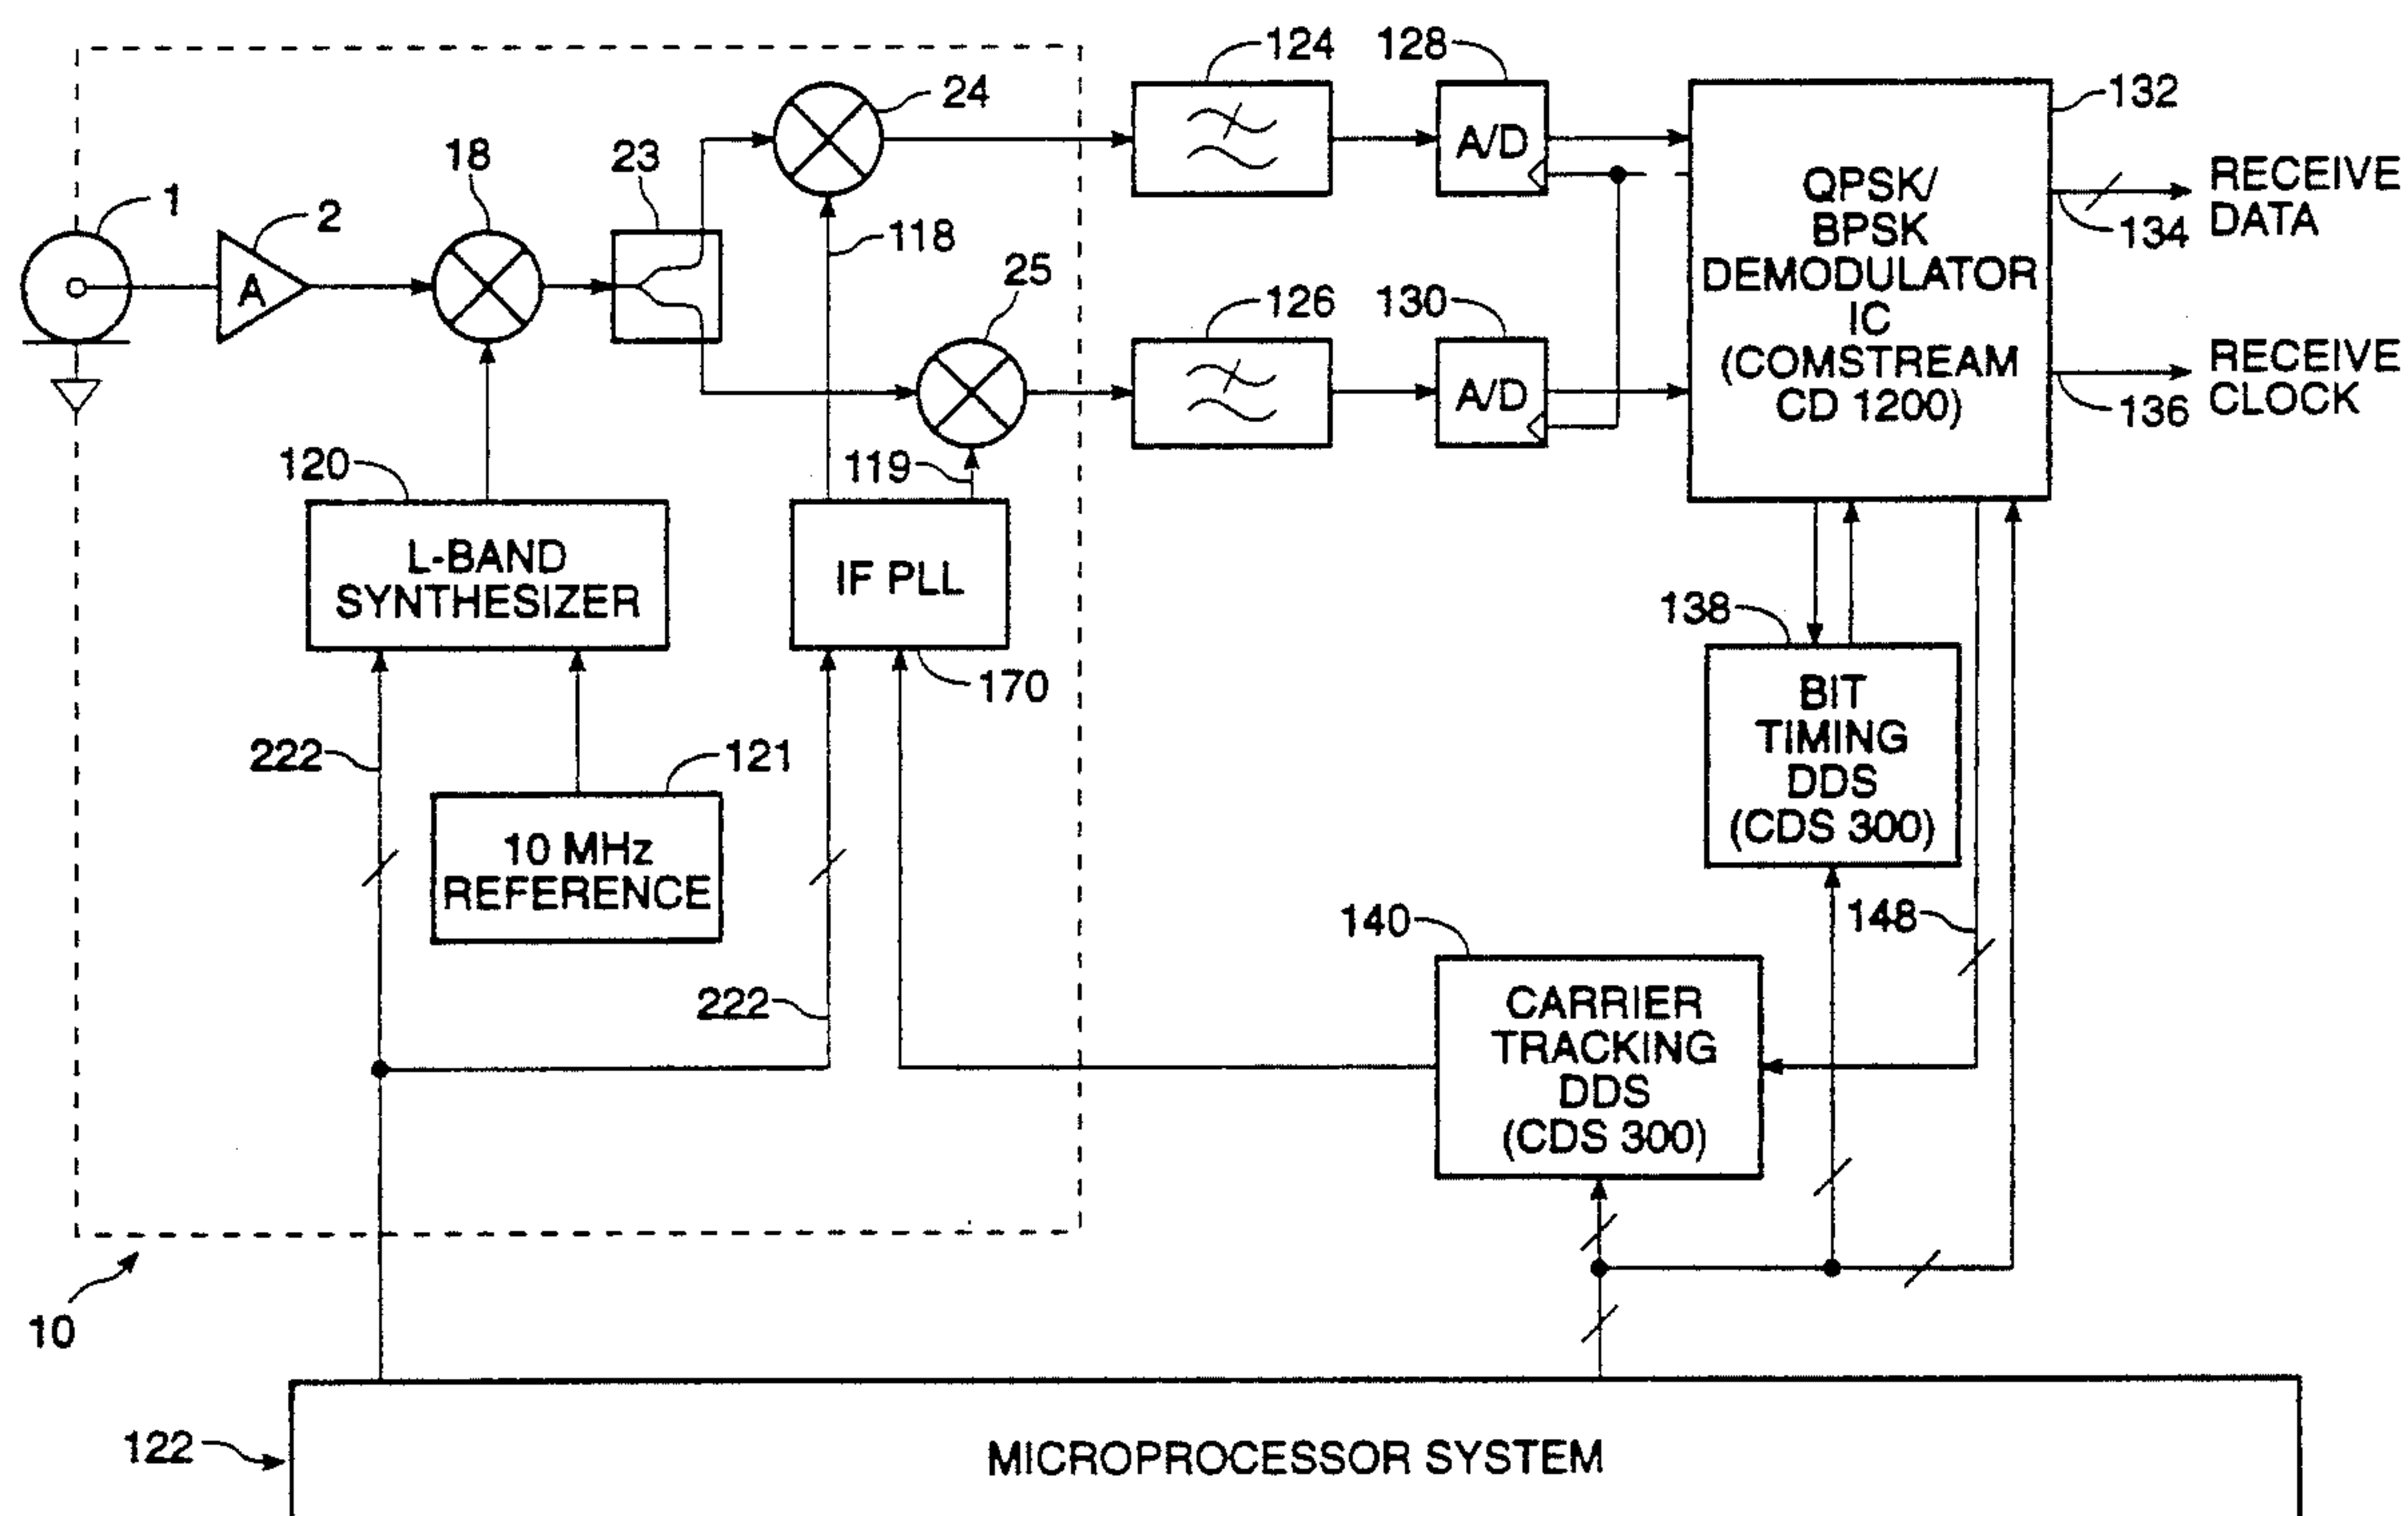 124
128
24
132
18
23
A/D
1
2
QPSK/
BPSK
DEMODULATOR
IC
(COMSTREAM
CD 1200)
RECEIVE
DATA
134
118
25
A
126
130
A/D
RECEIVE
CLOCK
136
120
119
L-BAND
SYNTHESIZER
IF PLL
138
170
BIT
TIMING
DDS
(CDS 300)
222
121
10 MHz
REFERENCE
140
148
222
CARRIER
TRACKING
DDS
(CDS 300)
10
122
MICROPROCESSOR SYSTEM